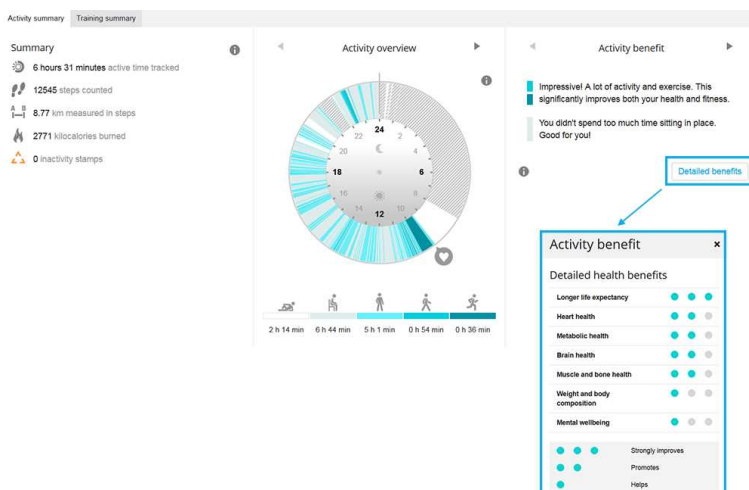 Activity summary
Training summary
Summary
6 hours 31 minutes active time tracked
12545 steps counted
A B
8.77 km measured in steps
2771 kilocalories burned
0 inactivity stamps
Activity overview
24
22
2
20
4
18
6
16
8
14
10
12
2 h 14 min
6 h 44 min
5 h 1 min
0 h 54 min
0 h 36 min
Activity benefit
Impressive! A lot of activity and exercise. This
significantly improves both your health and fitness.
You didn't spend too much time sitting in place.
Good for you!
Detailed benefits
Activity benefit
×
Detailed health benefits
Longer life expectancy
Heart health
Metabolic health
Brain health
Muscle and bone health
Weight and body
composition
Mental wellbeing
Strongly improves
Promotes
Helps